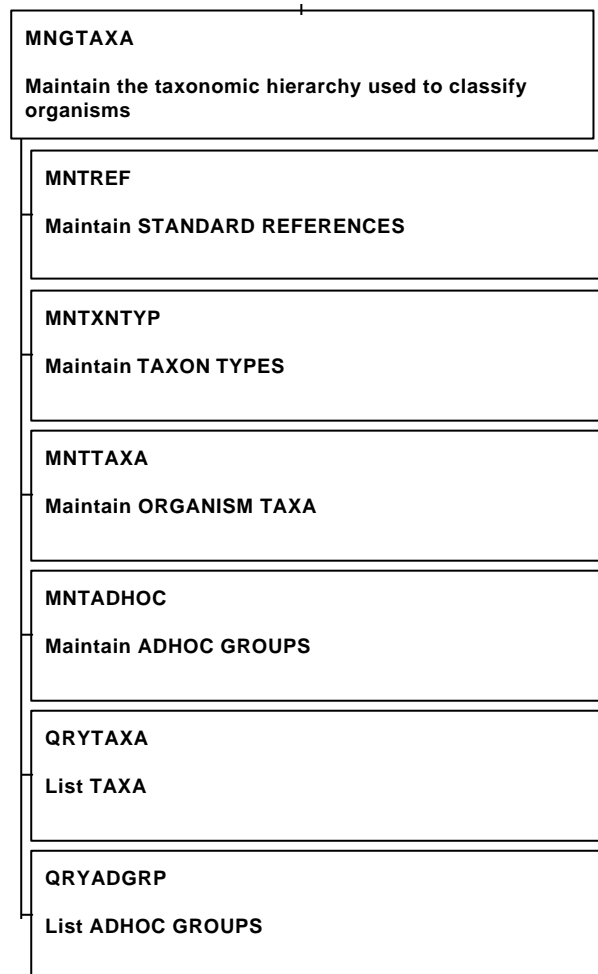 MNGTAXA
Maintain the taxonomic hierarchy used to classify
organisms
MNTREF
Maintain STANDARD REFERENCES
MNTXNTYP
Maintain TAXON TYPES
MNTTAXA
Maintain ORGANISM TAXA
MNTADHOC
Maintain ADHOC GROUPS
QRYTAXA
List TAXA
QRYADGRP
List ADHOC GROUPS